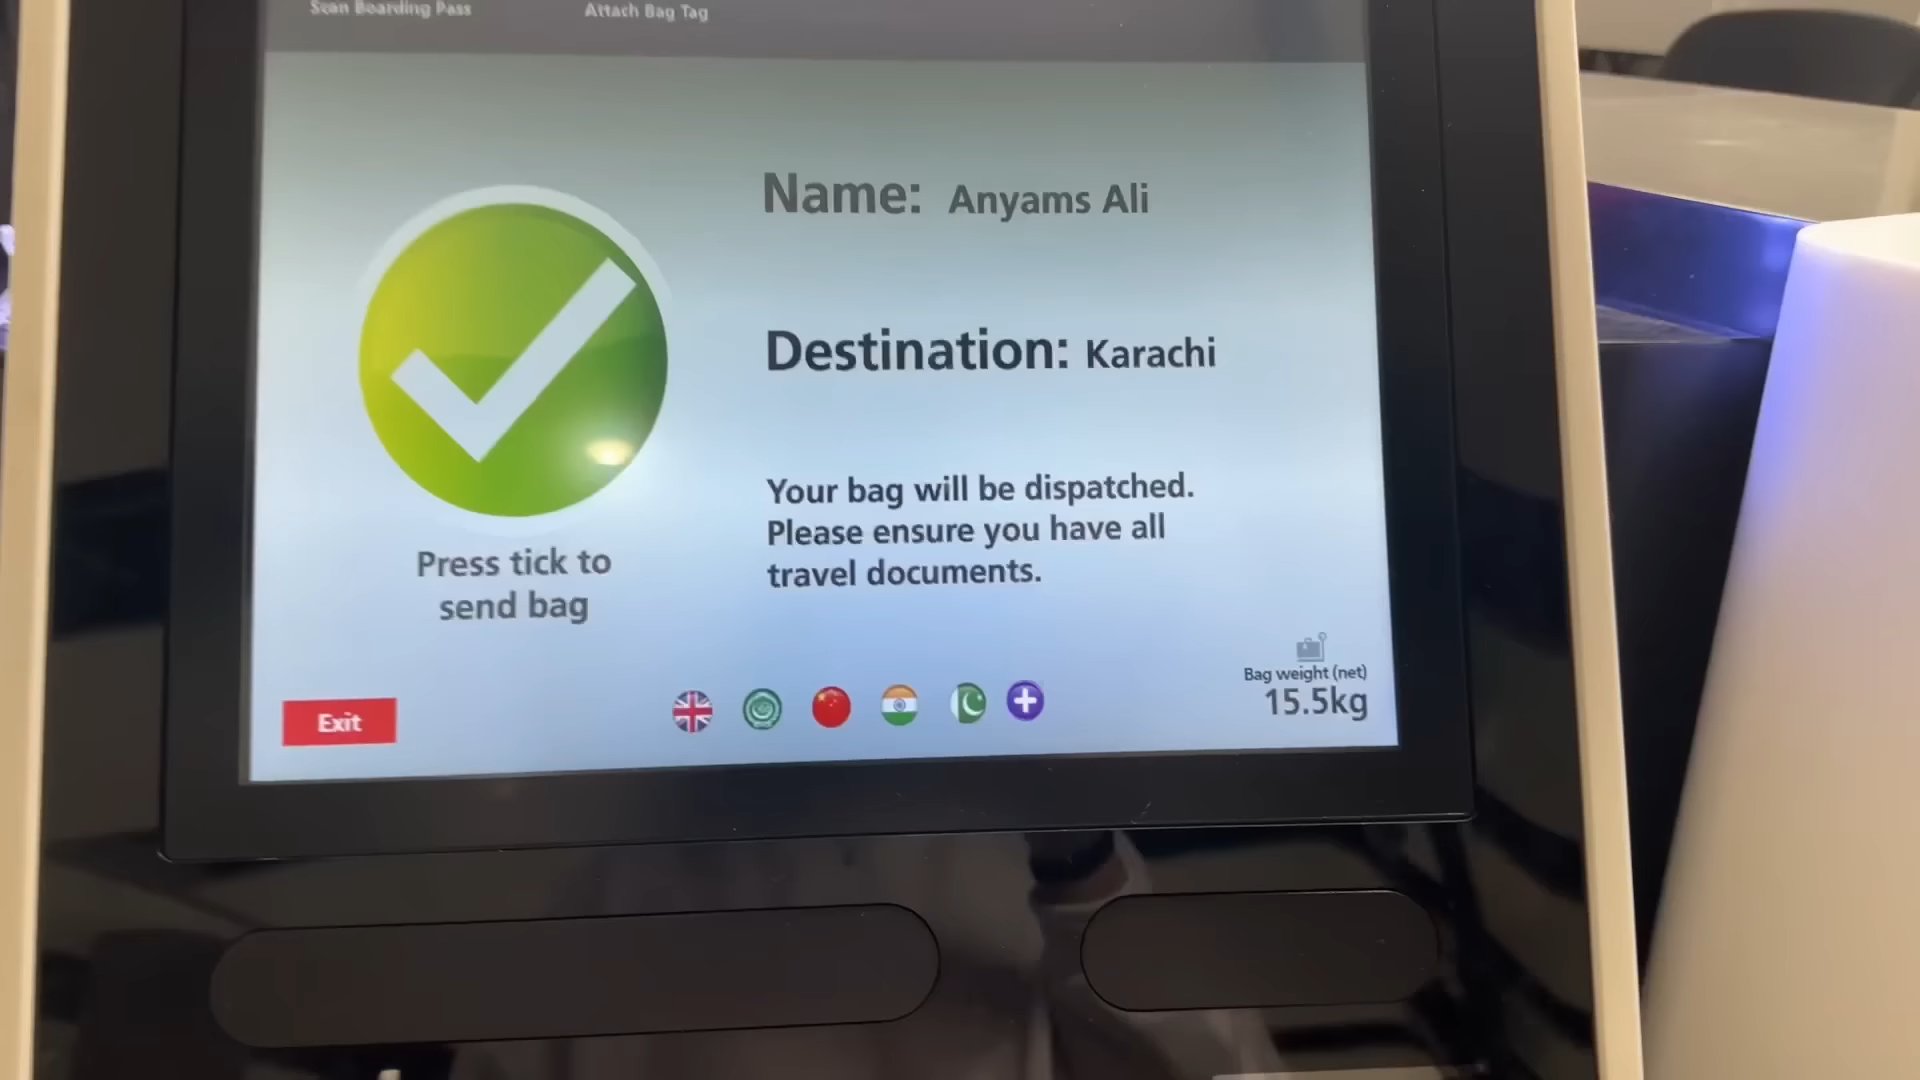 Scan Boarding Pass Attach Bag Tag
Name: Anyams Ali
Destination: Karachi
Your bag will be dispatched.
Please ensure you have all
travel documents.
Press tick to
send bag
Bag weight (net)
15.5kg
Exit